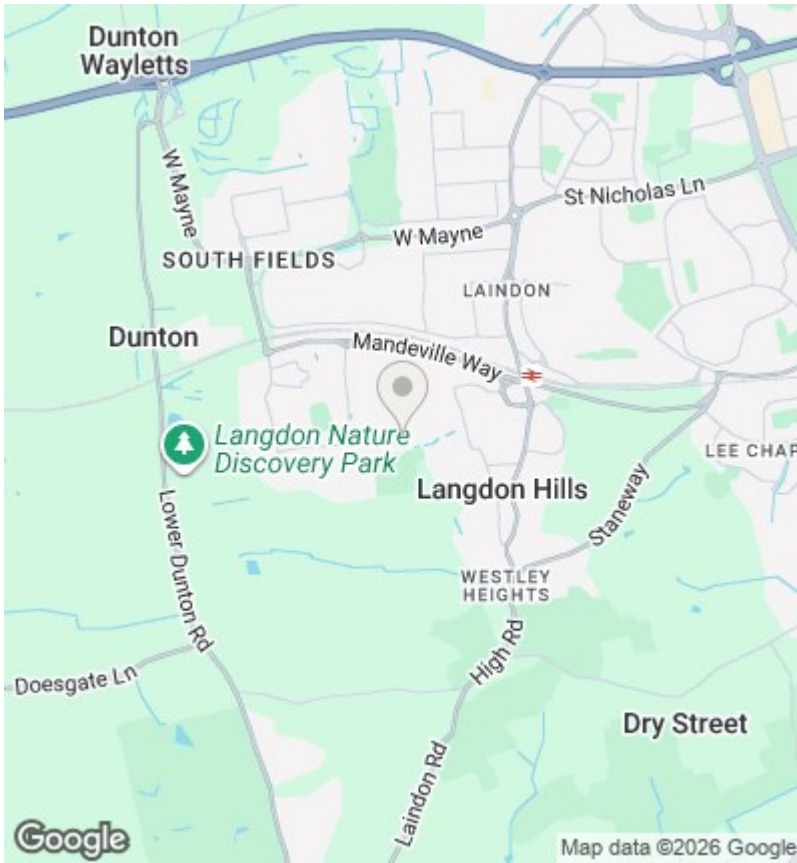 Dunton
Wayletts
W Mayne
St Nicholas Ln
W Mayne
SOUTH FIELDS
LAINDON
Dunton
Mandeville Way
Langdon Nature
Discovery Park
LEE CHAP
Langdon Hills
Staneway
Lower Dunton Rd
WESTLEY
HEIGHTS
High Rd
Doesgate Ln
Dry Street
Laindon Rd
Google
Map data ©2026 Google